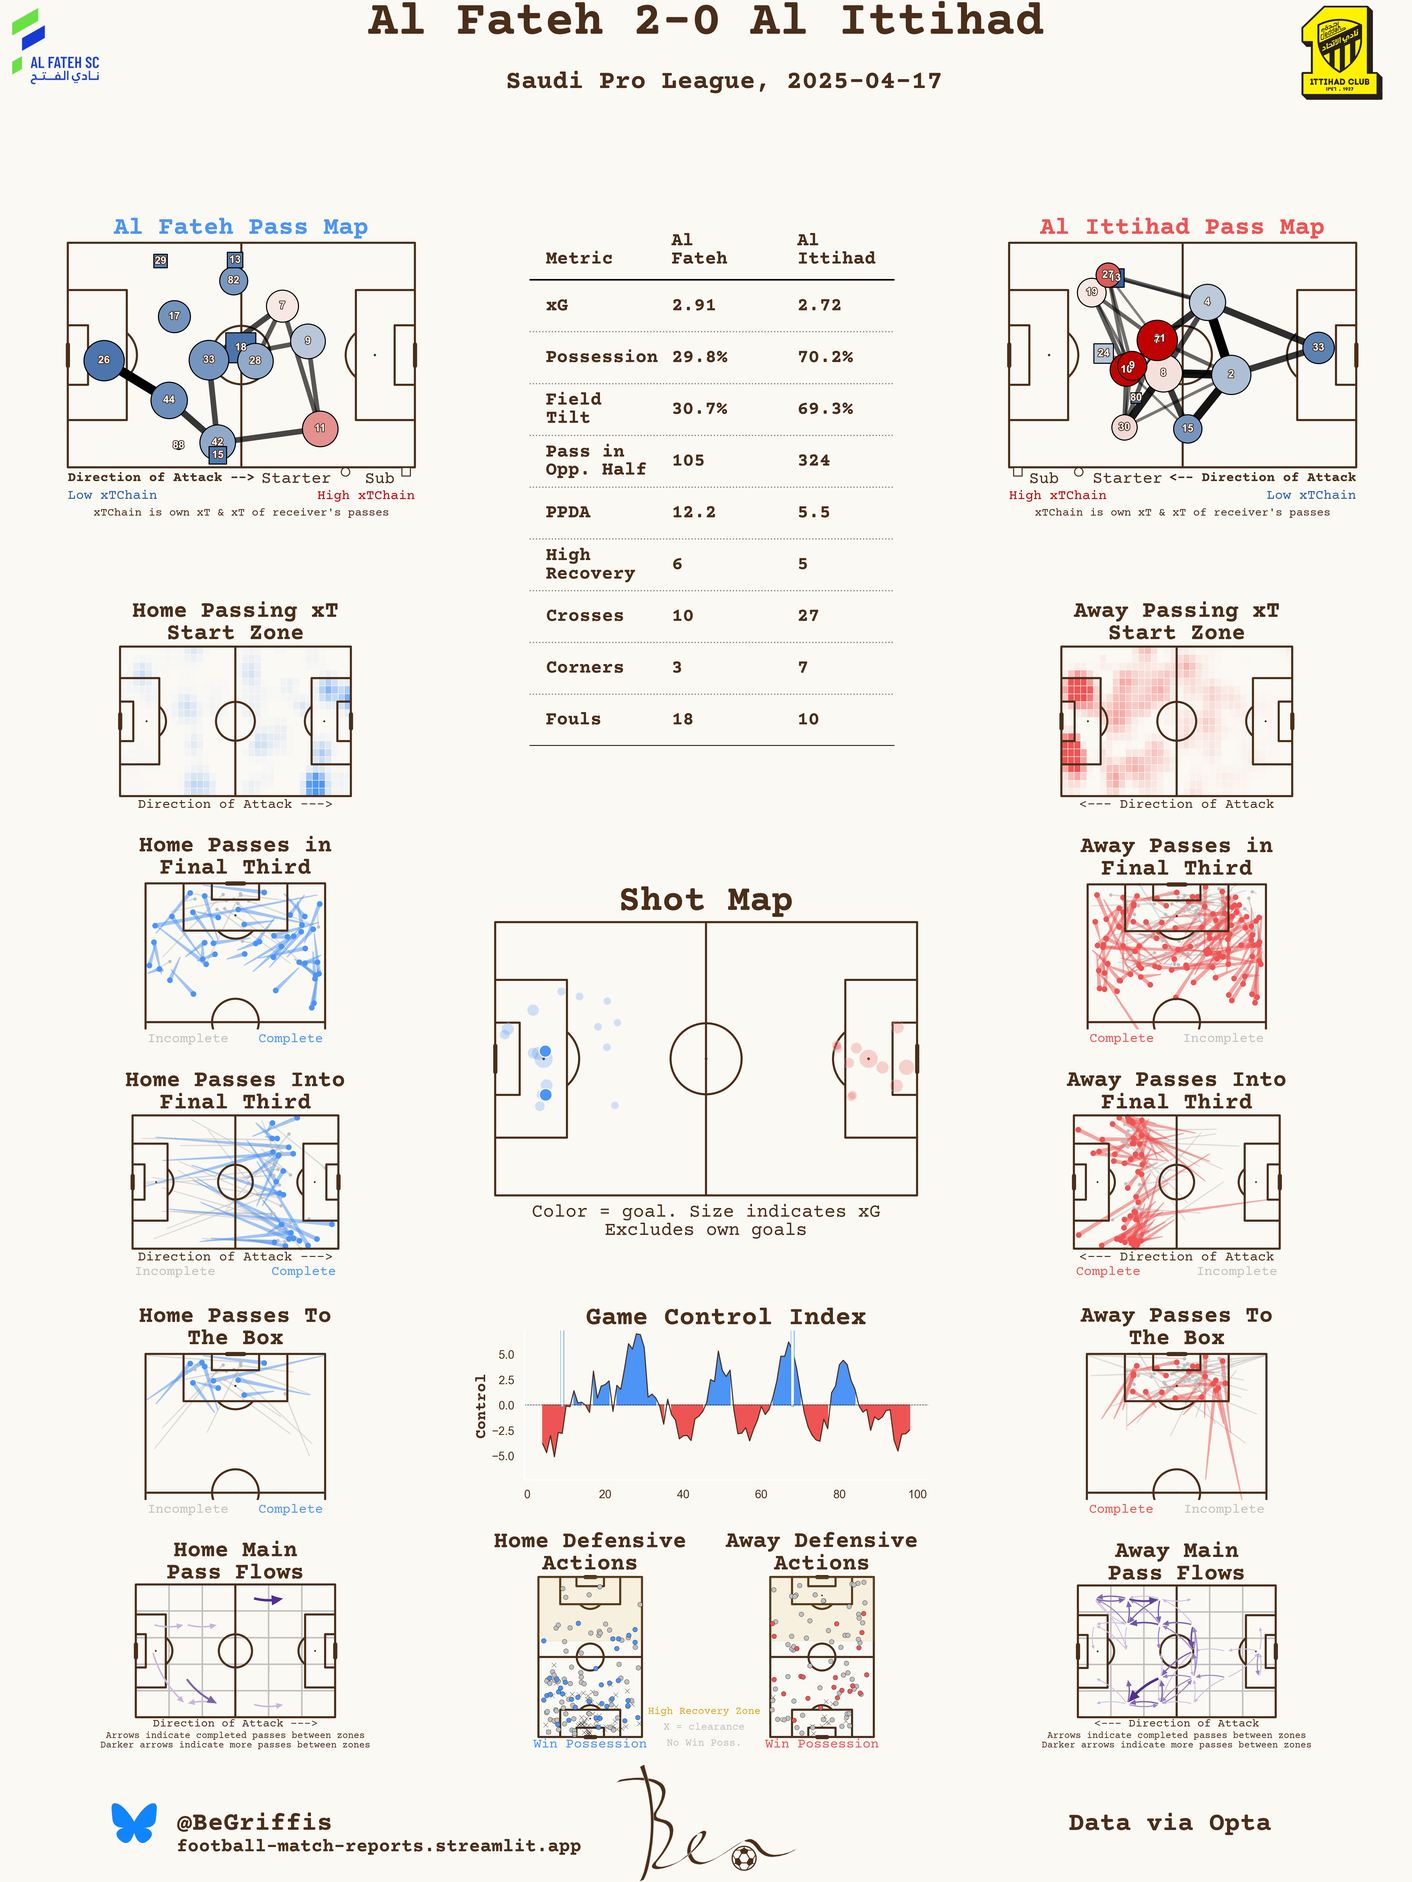 Al Fateh 2-0 Al Ittihad
Saudi Pro League, 2025-04-17
AL FATEH SC
نادي الفتح
نادي الاتحاد
ITTIHAD CLUB
١٣٤٦ . 1927
Al Fateh Pass Map
29
13
82
7
17
18
9
26
33
28
44
11
42
88
15
Direction of Attack --> Starter Sub
Low xTChain High xTChain
xTChain is own xT & xT of receiver's passes
Metric Al Fateh Al Ittihad
xG 2.91 2.72
Possession 29.8% 70.2%
Field Tilt 30.7% 69.3%
Pass in Opp. Half 105 324
PPDA 12.2 5.5
High Recovery 6 5
Crosses 10 27
Corners 3 7
Fouls 18 10
Al Ittihad Pass Map
27
13
19
4
71
24
33
10
9
8
2
80
30
15
Sub Starter <-- Direction of Attack
High xTChain Low xTChain
xTChain is own xT & xT of receiver's passes
Home Passing xT
Start Zone
Direction of Attack --->
Away Passing xT
Start Zone
<--- Direction of Attack
Home Passes in
Final Third
Incomplete Complete
Away Passes in
Final Third
Complete Incomplete
Shot Map
Color = goal. Size indicates xG
Excludes own goals
Home Passes Into
Final Third
Direction of Attack --->
Incomplete Complete
Away Passes Into
Final Third
<--- Direction of Attack
Complete Incomplete
Home Passes To
The Box
Incomplete Complete
Game Control Index
Control
5.0
2.5
0.0
−2.5
−5.0
0 20 40 60 80 100
Away Passes To
The Box
Complete Incomplete
Home Main
Pass Flows
Direction of Attack --->
Arrows indicate completed passes between zones
Darker arrows indicate more passes between zones
Home Defensive
Actions
Win Possession
High Recovery Zone
X = clearance
No Win Poss.
Away Defensive
Actions
Win Possession
Away Main
Pass Flows
<--- Direction of Attack
Arrows indicate completed passes between zones
Darker arrows indicate more passes between zones
@BeGriffis
football-match-reports.streamlit.app
Ben
Data via Opta